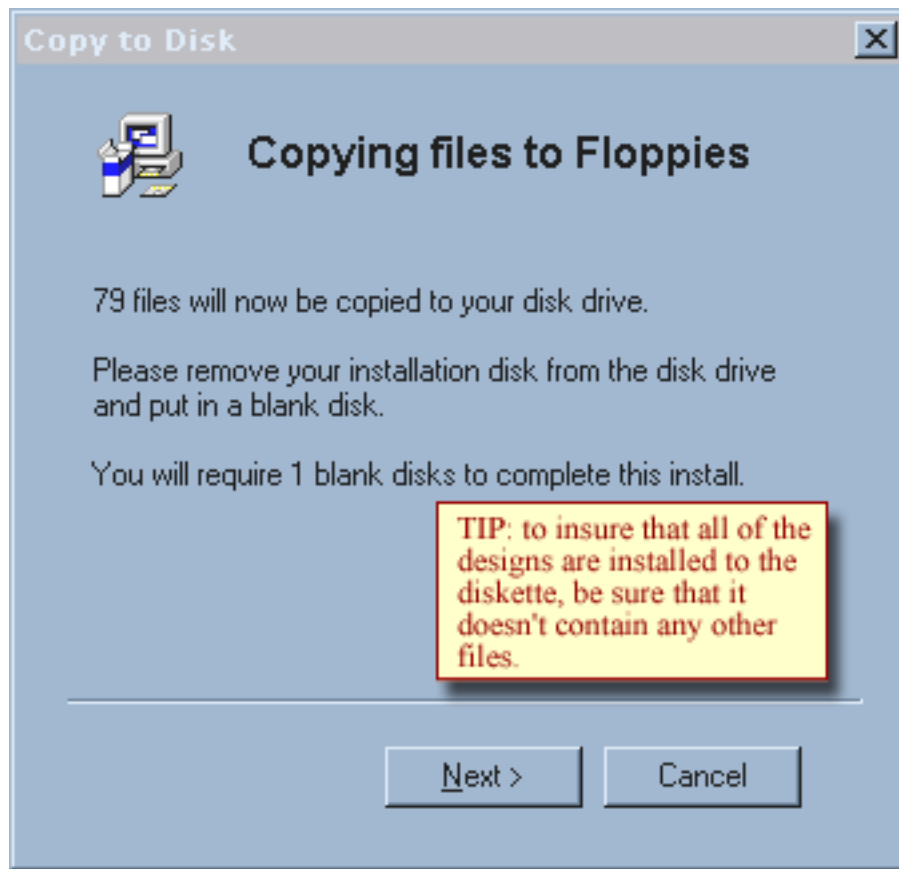 Copy to Disk
Copying files to Floppies
79 files will now be copied to your disk drive.
Please remove your installation disk from the disk drive
and put in a blank disk.
You will require 1 blank disks to complete this install.
TIP: to insure that all of the
designs are installed to the
diskette, be sure that it
doesn't contain any other
files.
Next >
Cancel